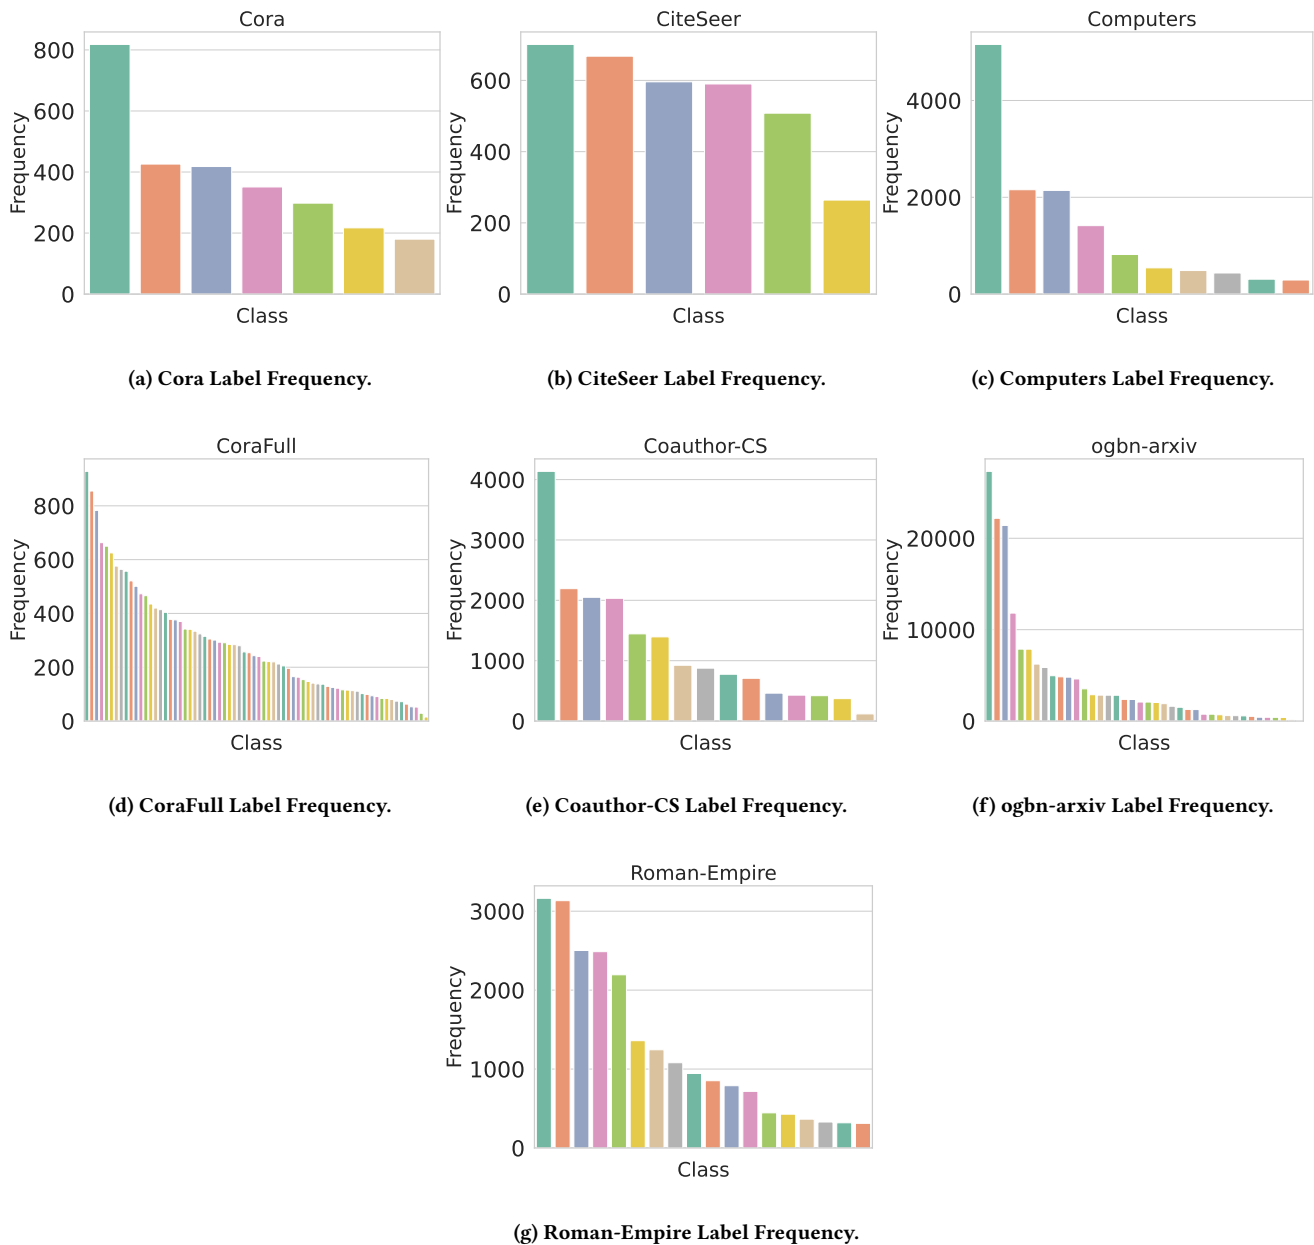 Cora
CiteSeer
Computers
Frequency
800
600
400
200
0
Class
Frequency
600
400
200
0
Class
Frequency
4000
2000
0
Class
(a) Cora Label Frequency.
(b) CiteSeer Label Frequency.
(c) Computers Label Frequency.
CoraFull
Coauthor-CS
ogbn-arxiv
Frequency
800
600
400
200
0
Class
Frequency
4000
3000
2000
1000
0
Class
Frequency
20000
10000
0
Class
(d) CoraFull Label Frequency.
(e) Coauthor-CS Label Frequency.
(f) ogbn-arxiv Label Frequency.
Roman-Empire
Frequency
3000
2000
1000
0
Class
(g) Roman-Empire Label Frequency.